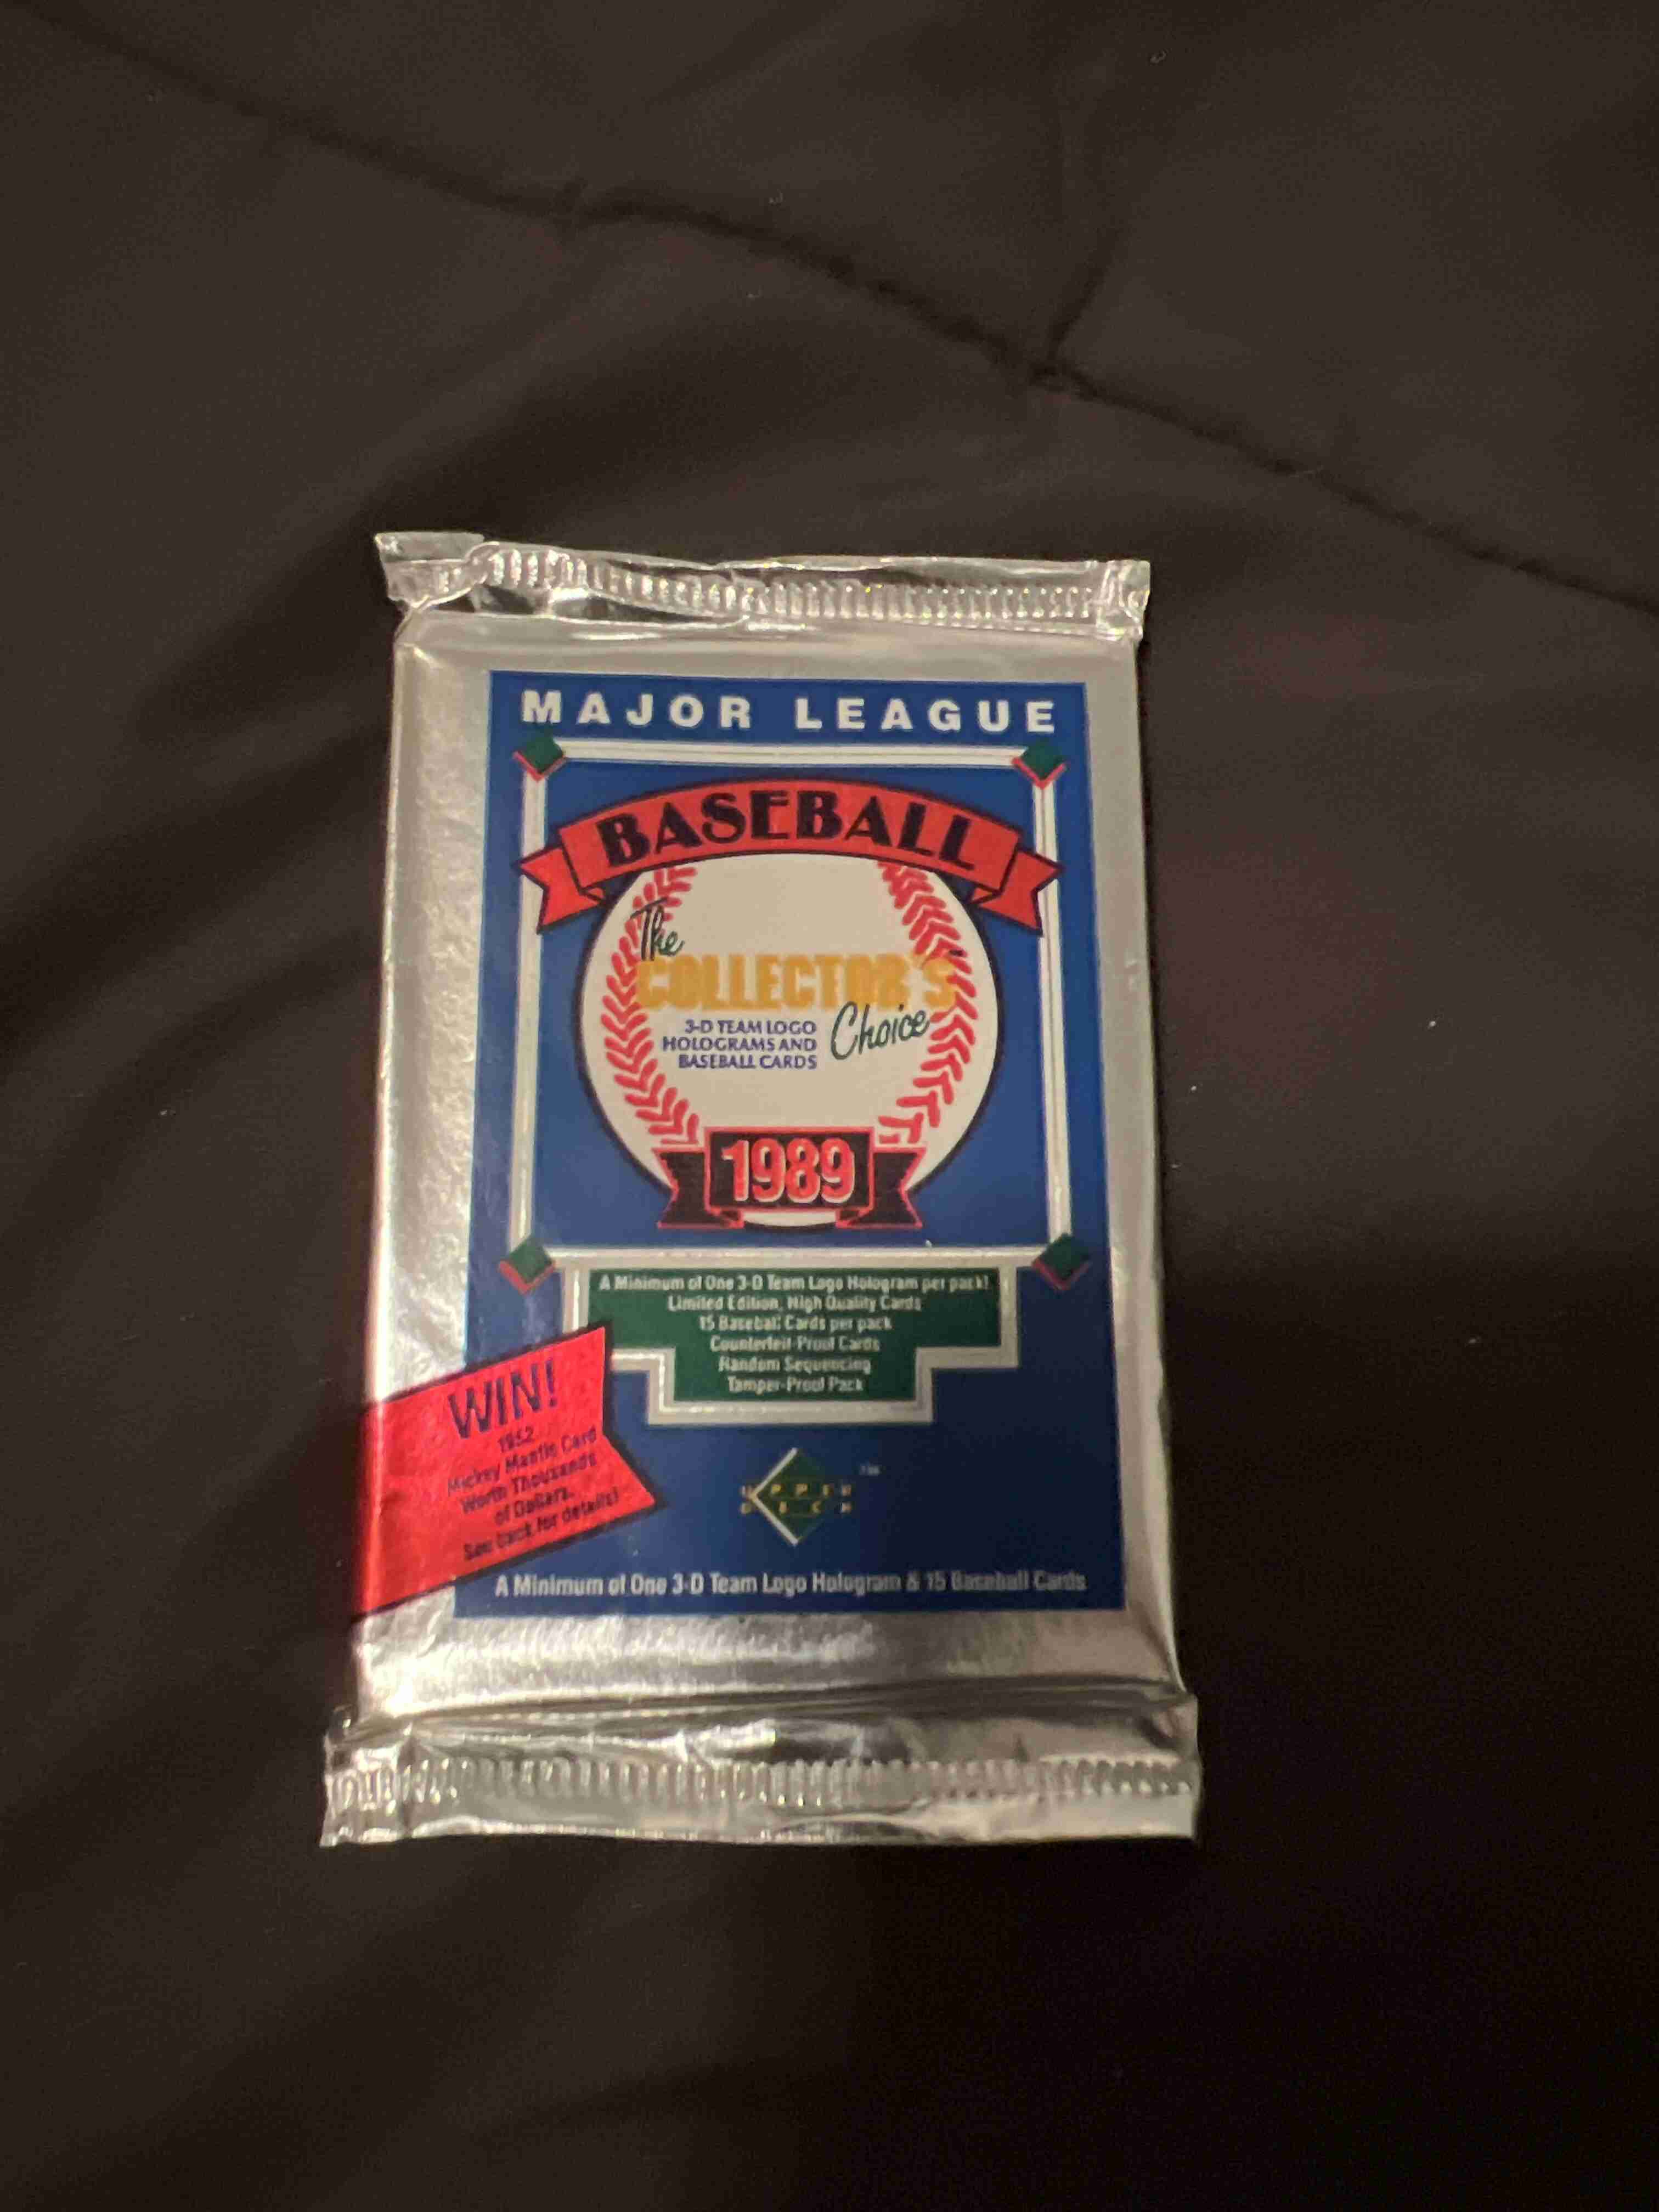 MAJOR LEAGUE
BASEBALL
The
COLLECTOR'S
Choice
3-D TEAM LOGO
HOLOGRAMS AND
BASEBALL CARDS
1989
A Minimum of One 3-D Team Logo Hologram per pack!
Limited Edition, High Quality Cards
15 Baseball Cards per pack
Counterfeit-Proof Cards
Random Sequencing
Tamper-Proof Pack
WIN!
1952
Mickey Mantle Card
Worth Thousands
of Dollars.
See back for details!
UPPER
DECK
TM
A Minimum of One 3-D Team Logo Hologram & 15 Baseball Cards